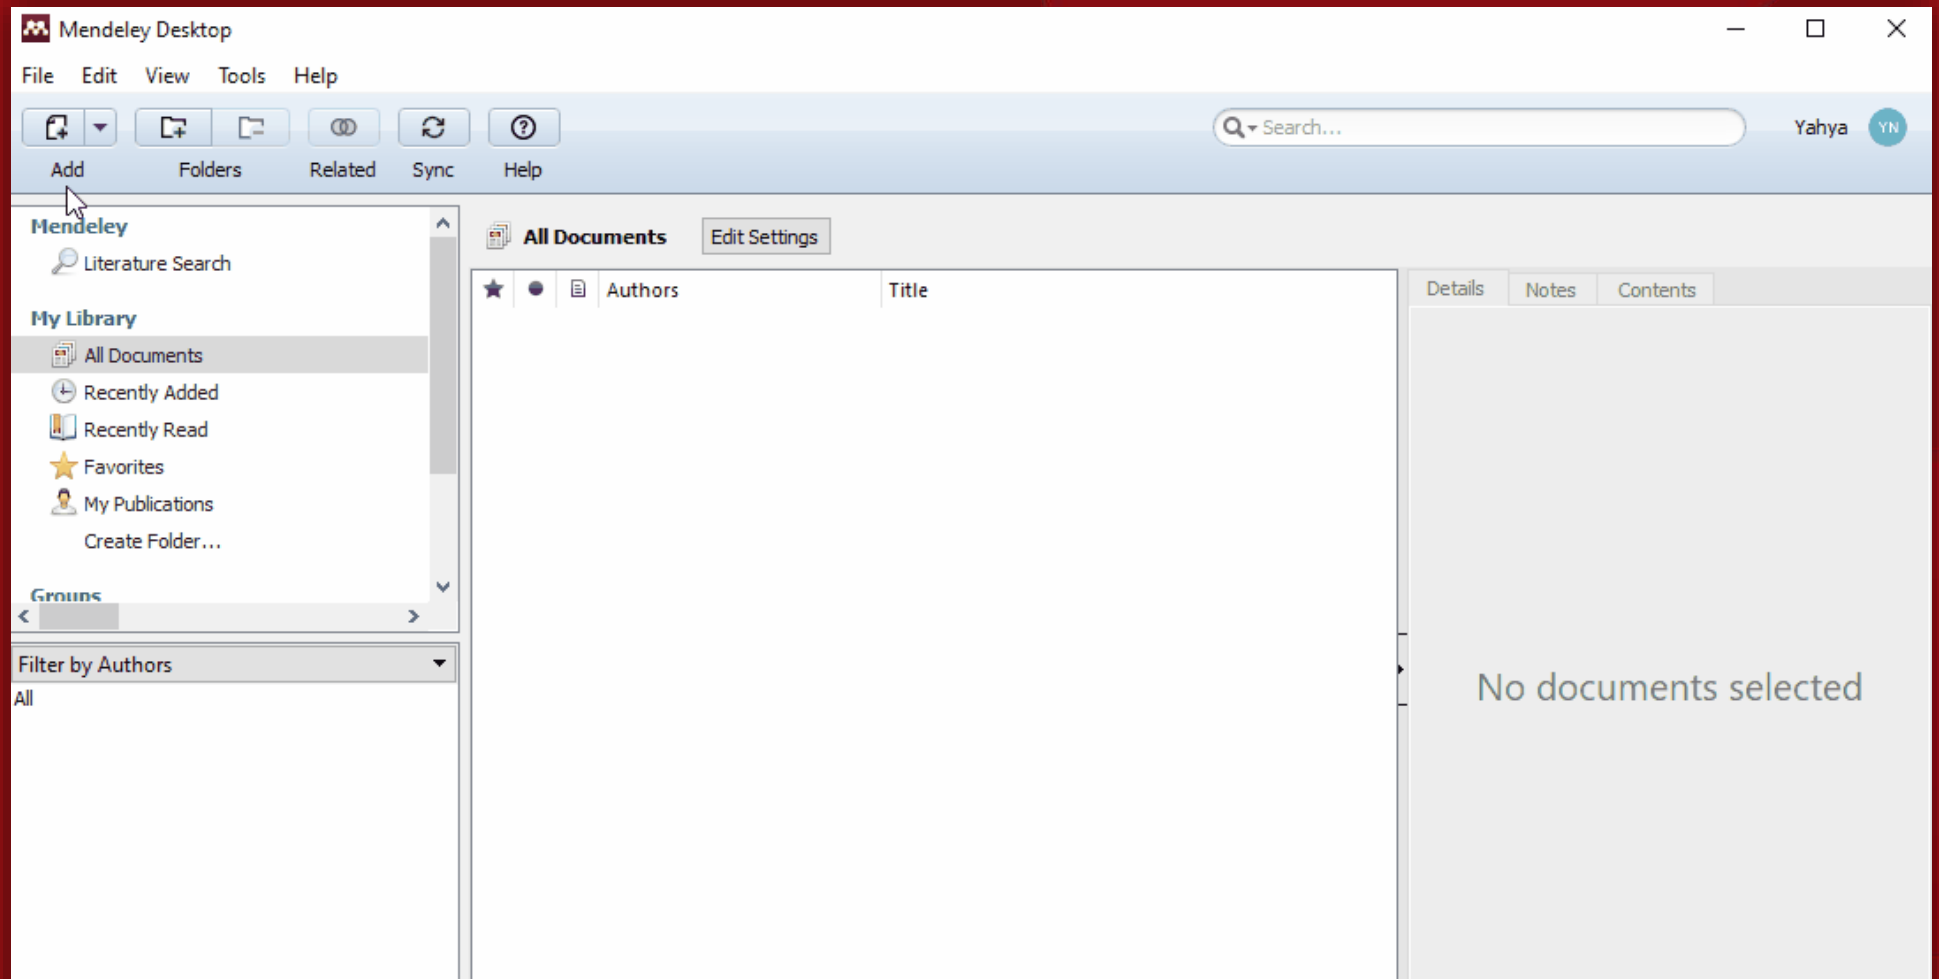 Mendeley Desktop
File Edit View Tools Help
Search...
Yahya YN
Add Folders Related Sync Help
Mendeley
Literature Search
My Library
All Documents
Recently Added
Recently Read
Favorites
My Publications
Create Folder...
Groups
Filter by Authors
All
All Documents Edit Settings
Authors Title
Details Notes Contents
No documents selected